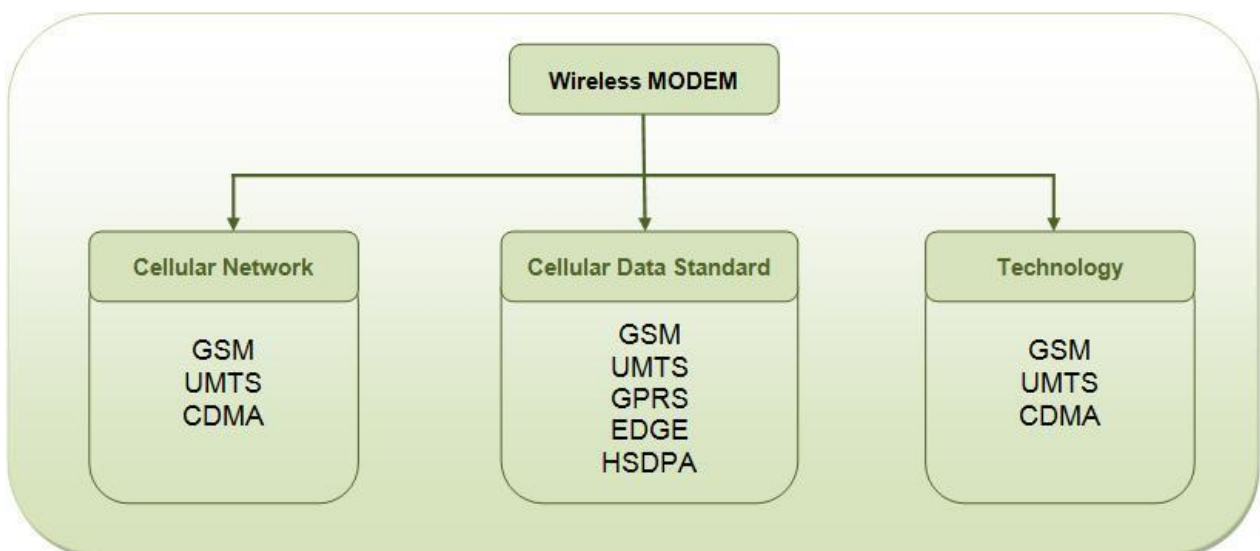 Wireless MODEM
Cellular Network
GSM
UMTS
CDMA
Cellular Data Standard
GSM
UMTS
GPRS
EDGE
HSDPA
Technology
GSM
UMTS
CDMA